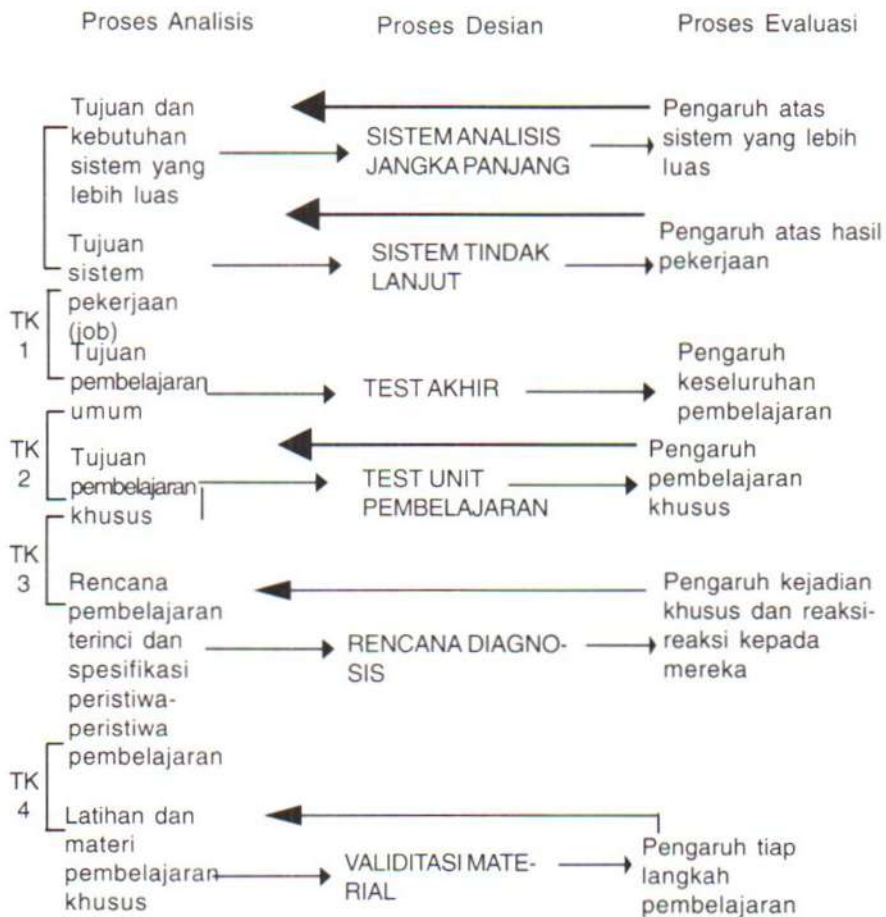 Proses Analisis
Proses Desian
Proses Evaluasi
Tujuan dan
kebutuhan
sistem yang
lebih luas
SISTEM ANALISIS
JANGKA PANJANG
Pengaruh atas
sistem yang lebih
luas
Tujuan
sistem
pekerjaan
(job)
SISTEM TINDAK
LANJUT
Pengaruh atas hasil
pekerjaan
TK
1
Tujuan
pembelajaran
umum
TEST AKHIR
Pengaruh
keseluruhan
pembelajaran
TK
2
Tujuan
pembelajaran
khusus
TEST UNIT
PEMBELAJARAN
Pengaruh
pembelajaran
khusus
TK
3
Rencana
pembelajaran
terinci dan
spesifikasi
peristiwa-
peristiwa
pembelajaran
RENCANA DIAGNO-
SIS
Pengaruh kejadian
khusus dan reaksi-
reaksi kepada
mereka
TK
4
Latihan dan
materi
pembelajaran
khusus
VALIDITASI MATE-
RIAL
Pengaruh tiap
langkah
pembelajaran